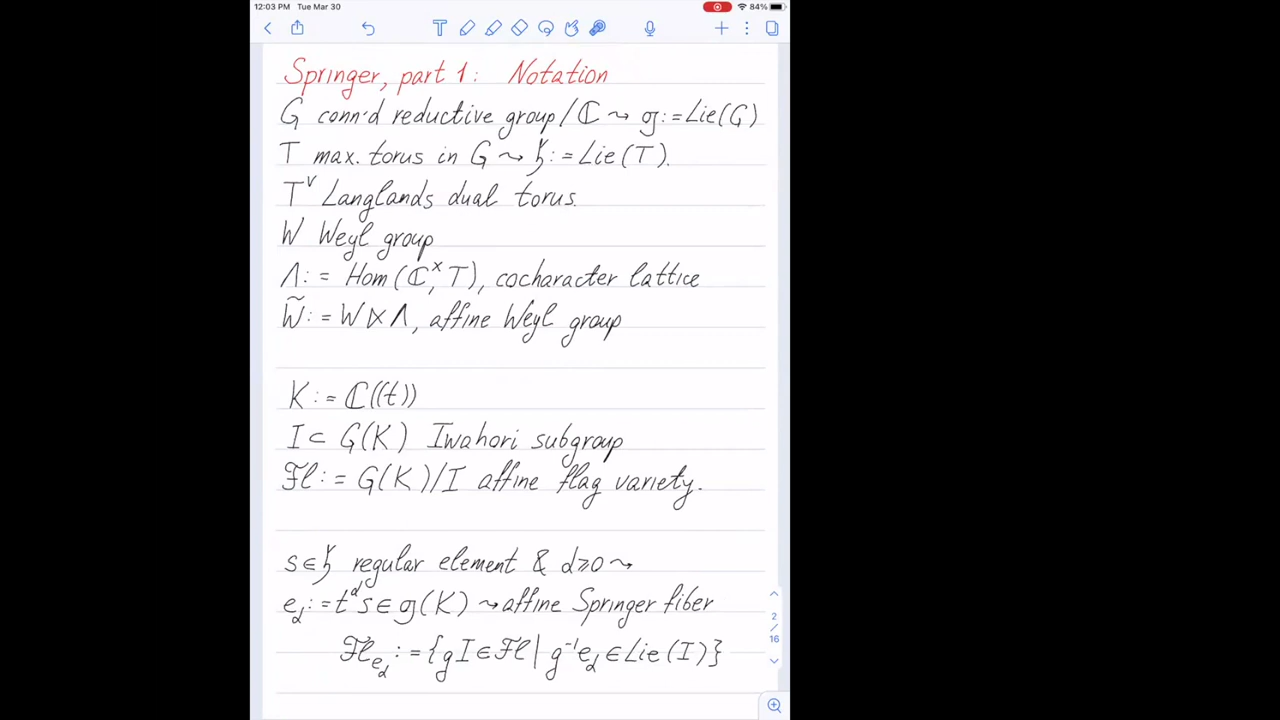 12:03 PM Tue Mar 30 84%
Springer, part 1: Notation
G conn'd reductive group/ℂ ⇝ 𝔤 := Lie(G)
T max. torus in G ⇝ 𝔥 := Lie(T).
T^∨ Langlands dual torus.
W Weyl group
Λ := Hom(ℂ^×, T), cocharacter lattice
W̃ := W ⋉ Λ, affine Weyl group
K := ℂ((t))
I ⊂ G(K) Iwahori subgroup
ℱl := G(K)/I affine flag variety.
s ∈ 𝔥 regular element & d ≥ 0 ⇝
e_d := t^d s ∈ 𝔤(K) ⇝ affine Springer fiber
ℱl_{e_d} := {gI ∈ ℱl | g^{-1}e_d ∈ Lie(I)}
2
/
16